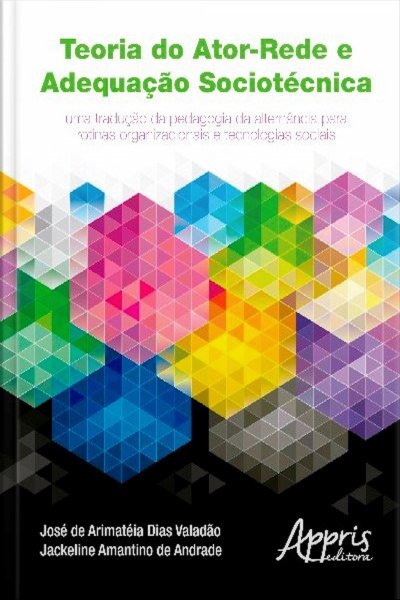 Teoria do Ator-Rede e
Adequação Sociotécnica
uma tradução da pedagogia da alternância para
rotinas organizacionais e tecnologias sociais
José de Arimatéia Dias Valadão
Jackeline Amantino de Andrade
Appris
editora